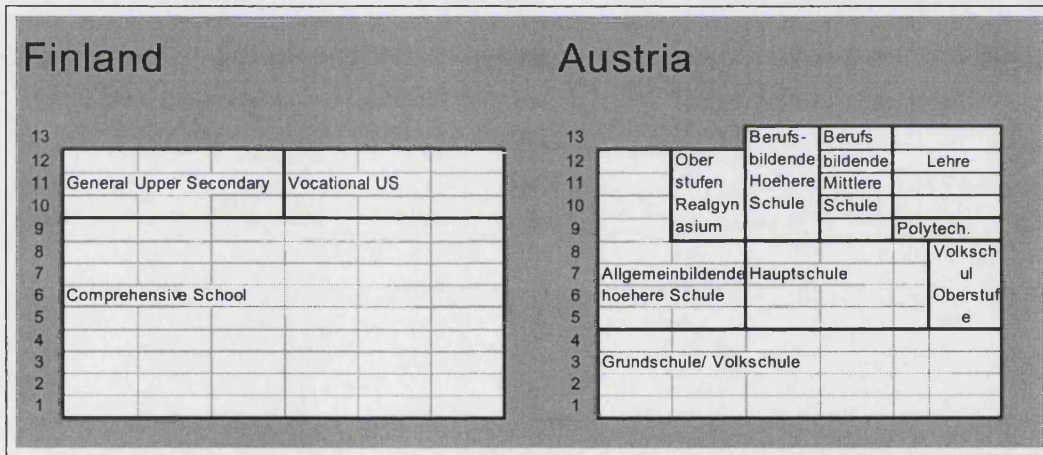 Finland
13
12
11
10
9
8
7
6
5
4
3
2
1
General Upper Secondary
Vocational US
Comprehensive School
Austria
13
12
11
10
9
8
7
6
5
4
3
2
1
Ober
stufen
Realgyn
asium
Berufs-
bildende
Hoehere
Schule
Berufs
bildende
Mittlere
Schule
Lehre
Polytech.
Allgemeinbildende
hoehere Schule
Hauptschule
Volksch
ul
Oberstuf
e
Grundschule/ Volkschule